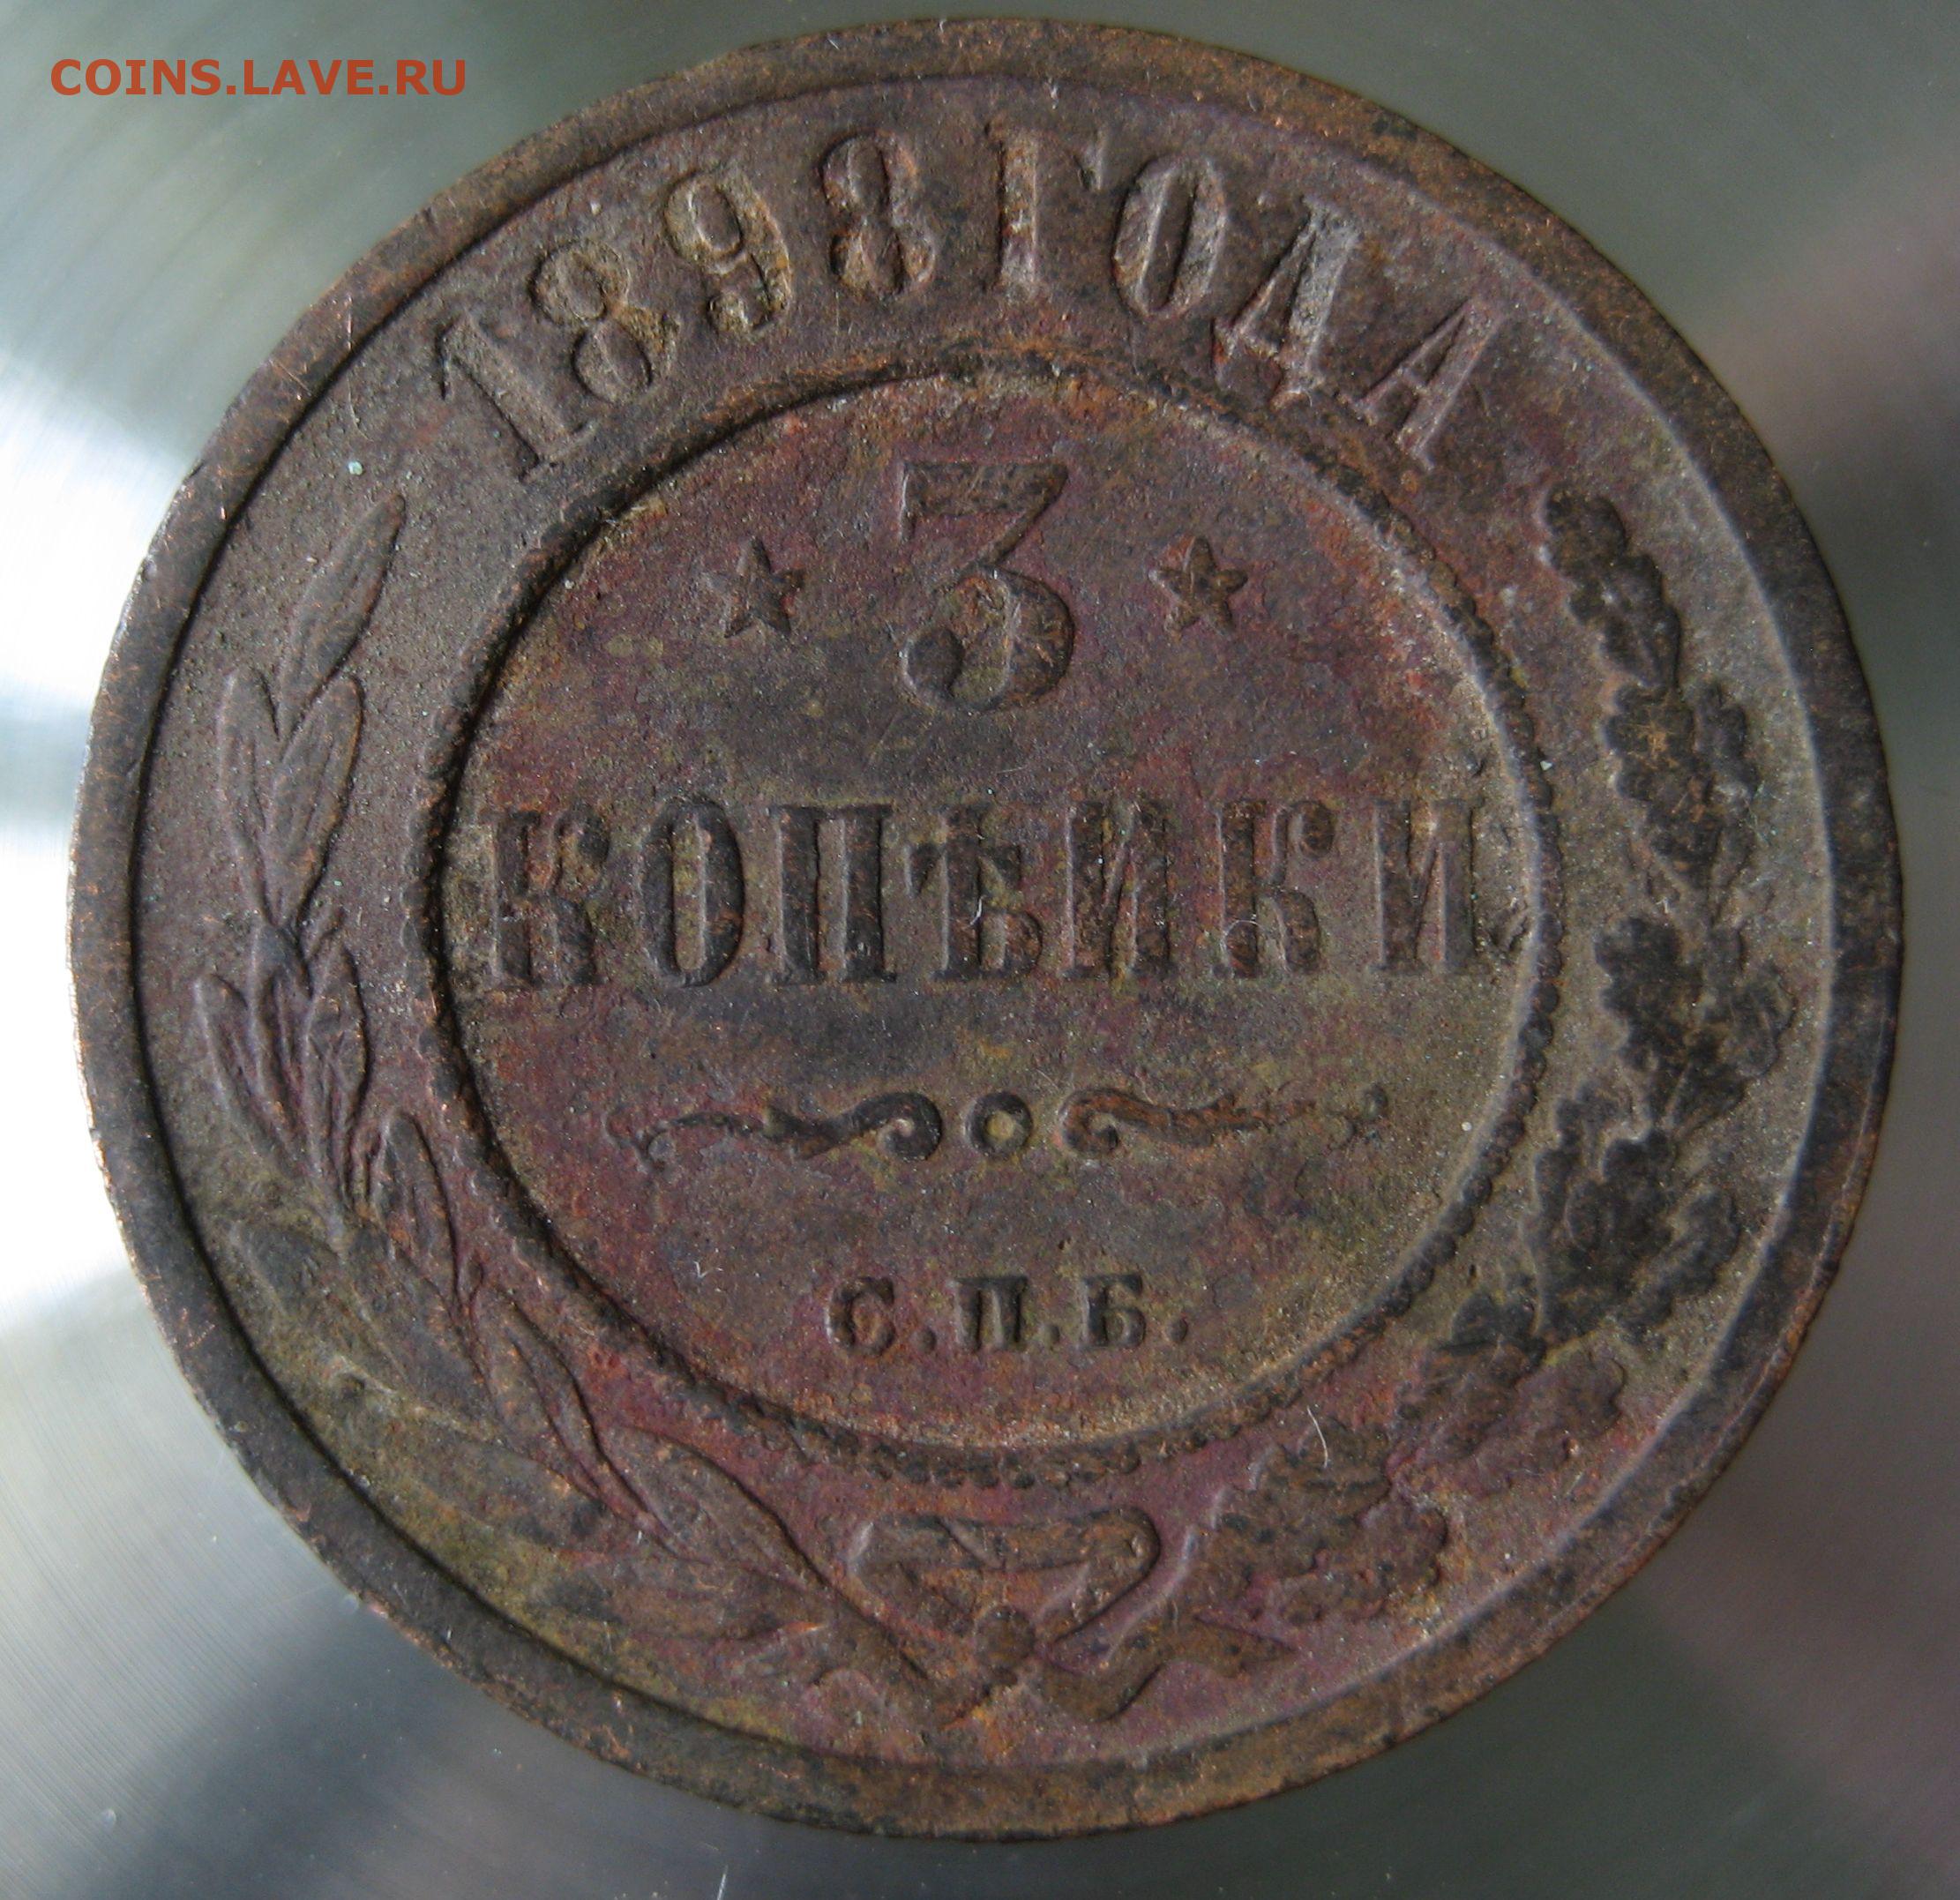 COINS.LAVE.RU
1898 ГОДА
3
КОПѢЙКИ
С.П.Б.